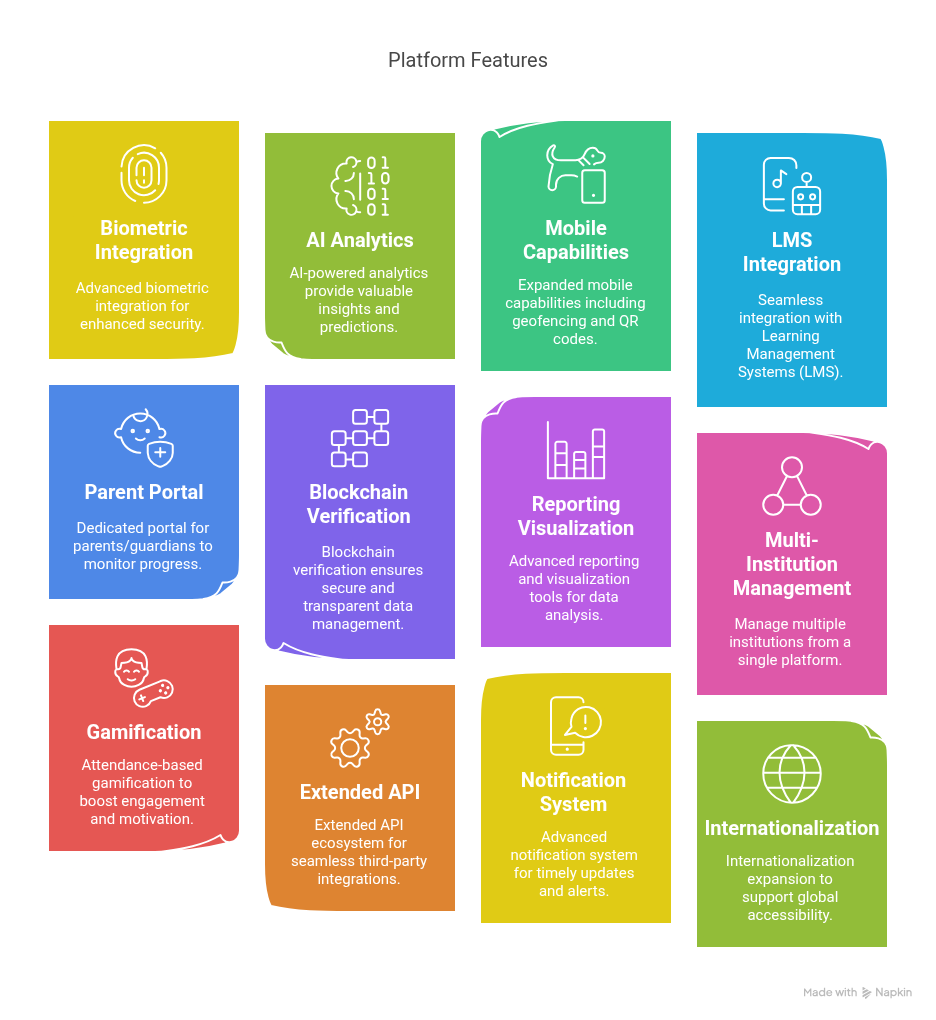 Platform Features
Biometric
Integration
Advanced biometric
integration for
enhanced security.
01
10
01
01
AI Analytics
AI-powered analytics
provide valuable
insights and
predictions.
Mobile
Capabilities
Expanded mobile
capabilities including
geofencing and QR
codes.
LMS
Integration
Seamless
integration with
Learning
Management
Systems (LMS).
Parent Portal
Dedicated portal for
parents/guardians to
monitor progress.
Blockchain
Verification
Blockchain
verification ensures
secure and
transparent data
management.
Reporting
Visualization
Advanced reporting
and visualization
tools for data
analysis.
Multi-
Institution
Management
Manage multiple
institutions from a
single platform.
Gamification
Attendance-based
gamification to
boost engagement
and motivation.
Extended API
Extended API
ecosystem for
seamless third-party
integrations.
Notification
System
Advanced
notification system
for timely updates
and alerts.
Internationalization
Internationalization
expansion to
support global
accessibility.
Made with Napkin